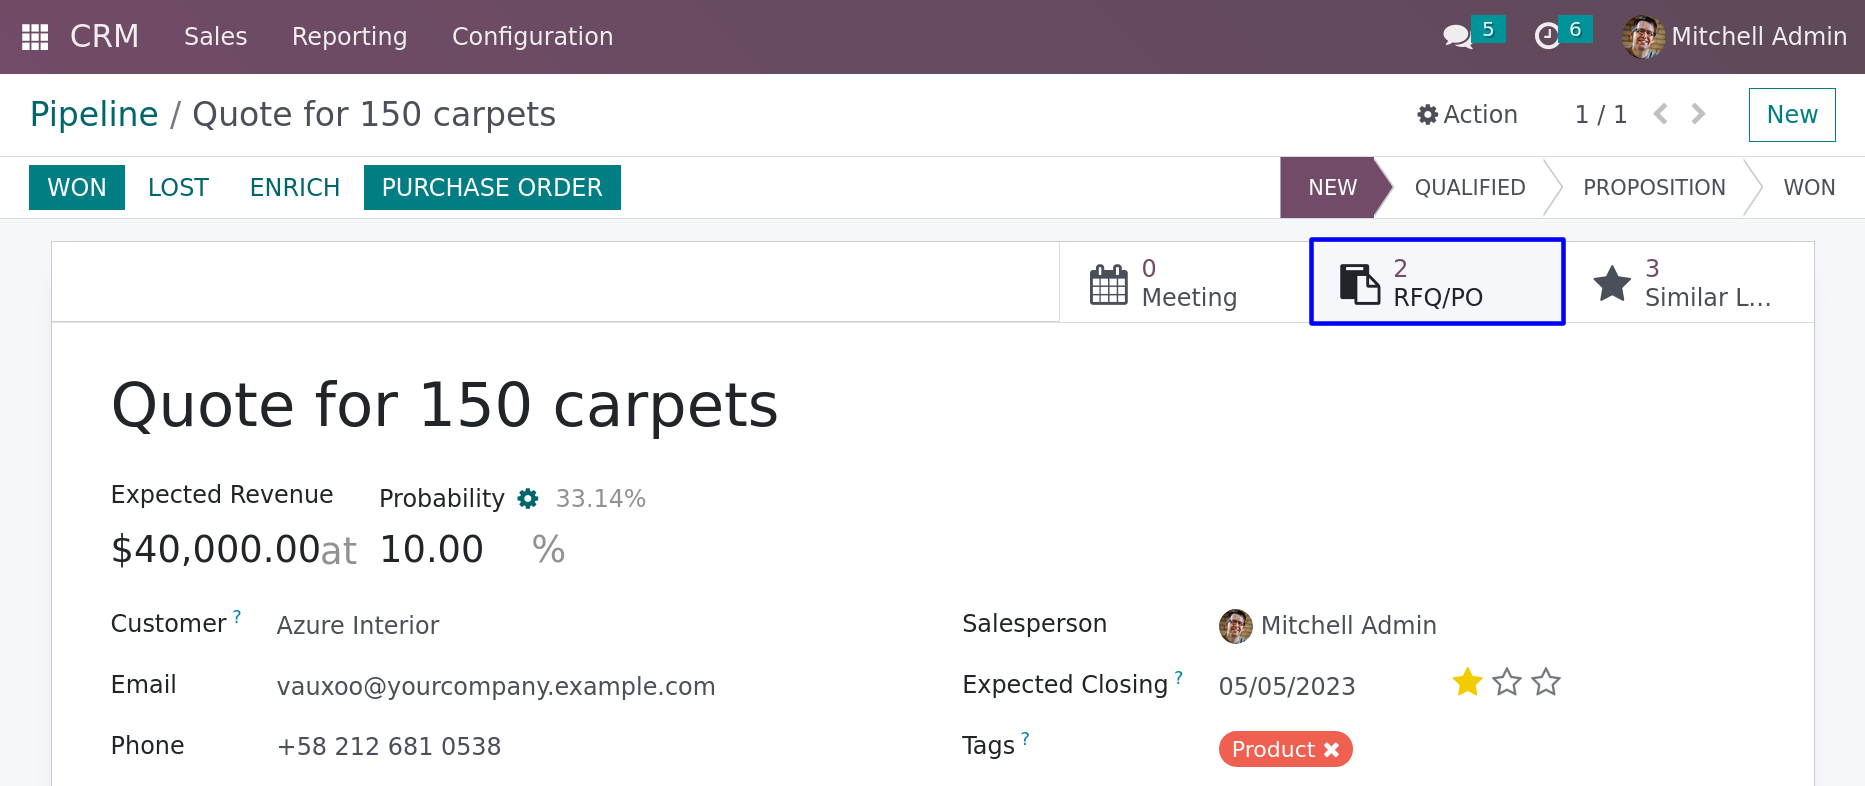 CRM Sales Reporting Configuration 5 6 Mitchell Admin
Pipeline / Quote for 150 carpets Action 1 / 1 New
WON LOST ENRICH PURCHASE ORDER NEW QUALIFIED PROPOSITION WON
0 Meeting
2 RFQ/PO
3 Similar L...
Quote for 150 carpets
Expected Revenue Probability 33.14%
$40,000.00 at 10.00 %
Customer ? Azure Interior
Salesperson Mitchell Admin
Email vauxoo@yourcompany.example.com
Expected Closing ? 05/05/2023
Phone +58 212 681 0538
Tags ? Product ✖